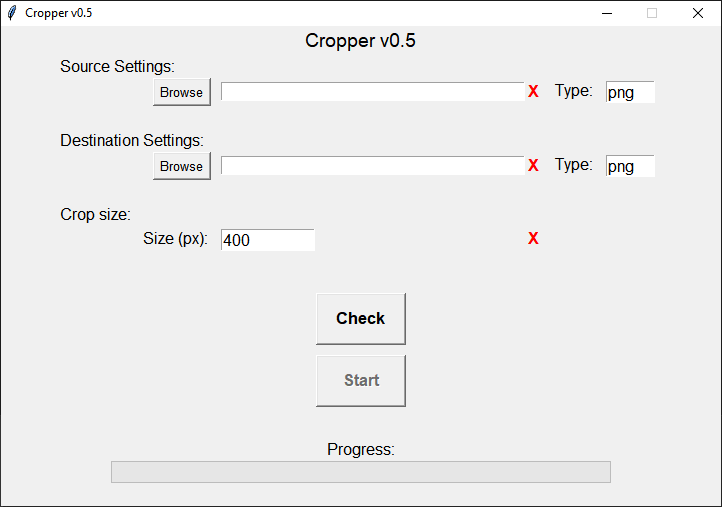 Cropper v0.5
Cropper v0.5
Source Settings:
Browse X Type: png
Destination Settings:
Browse X Type: png
Crop size:
Size (px): 400 X
Check
Start
Progress: